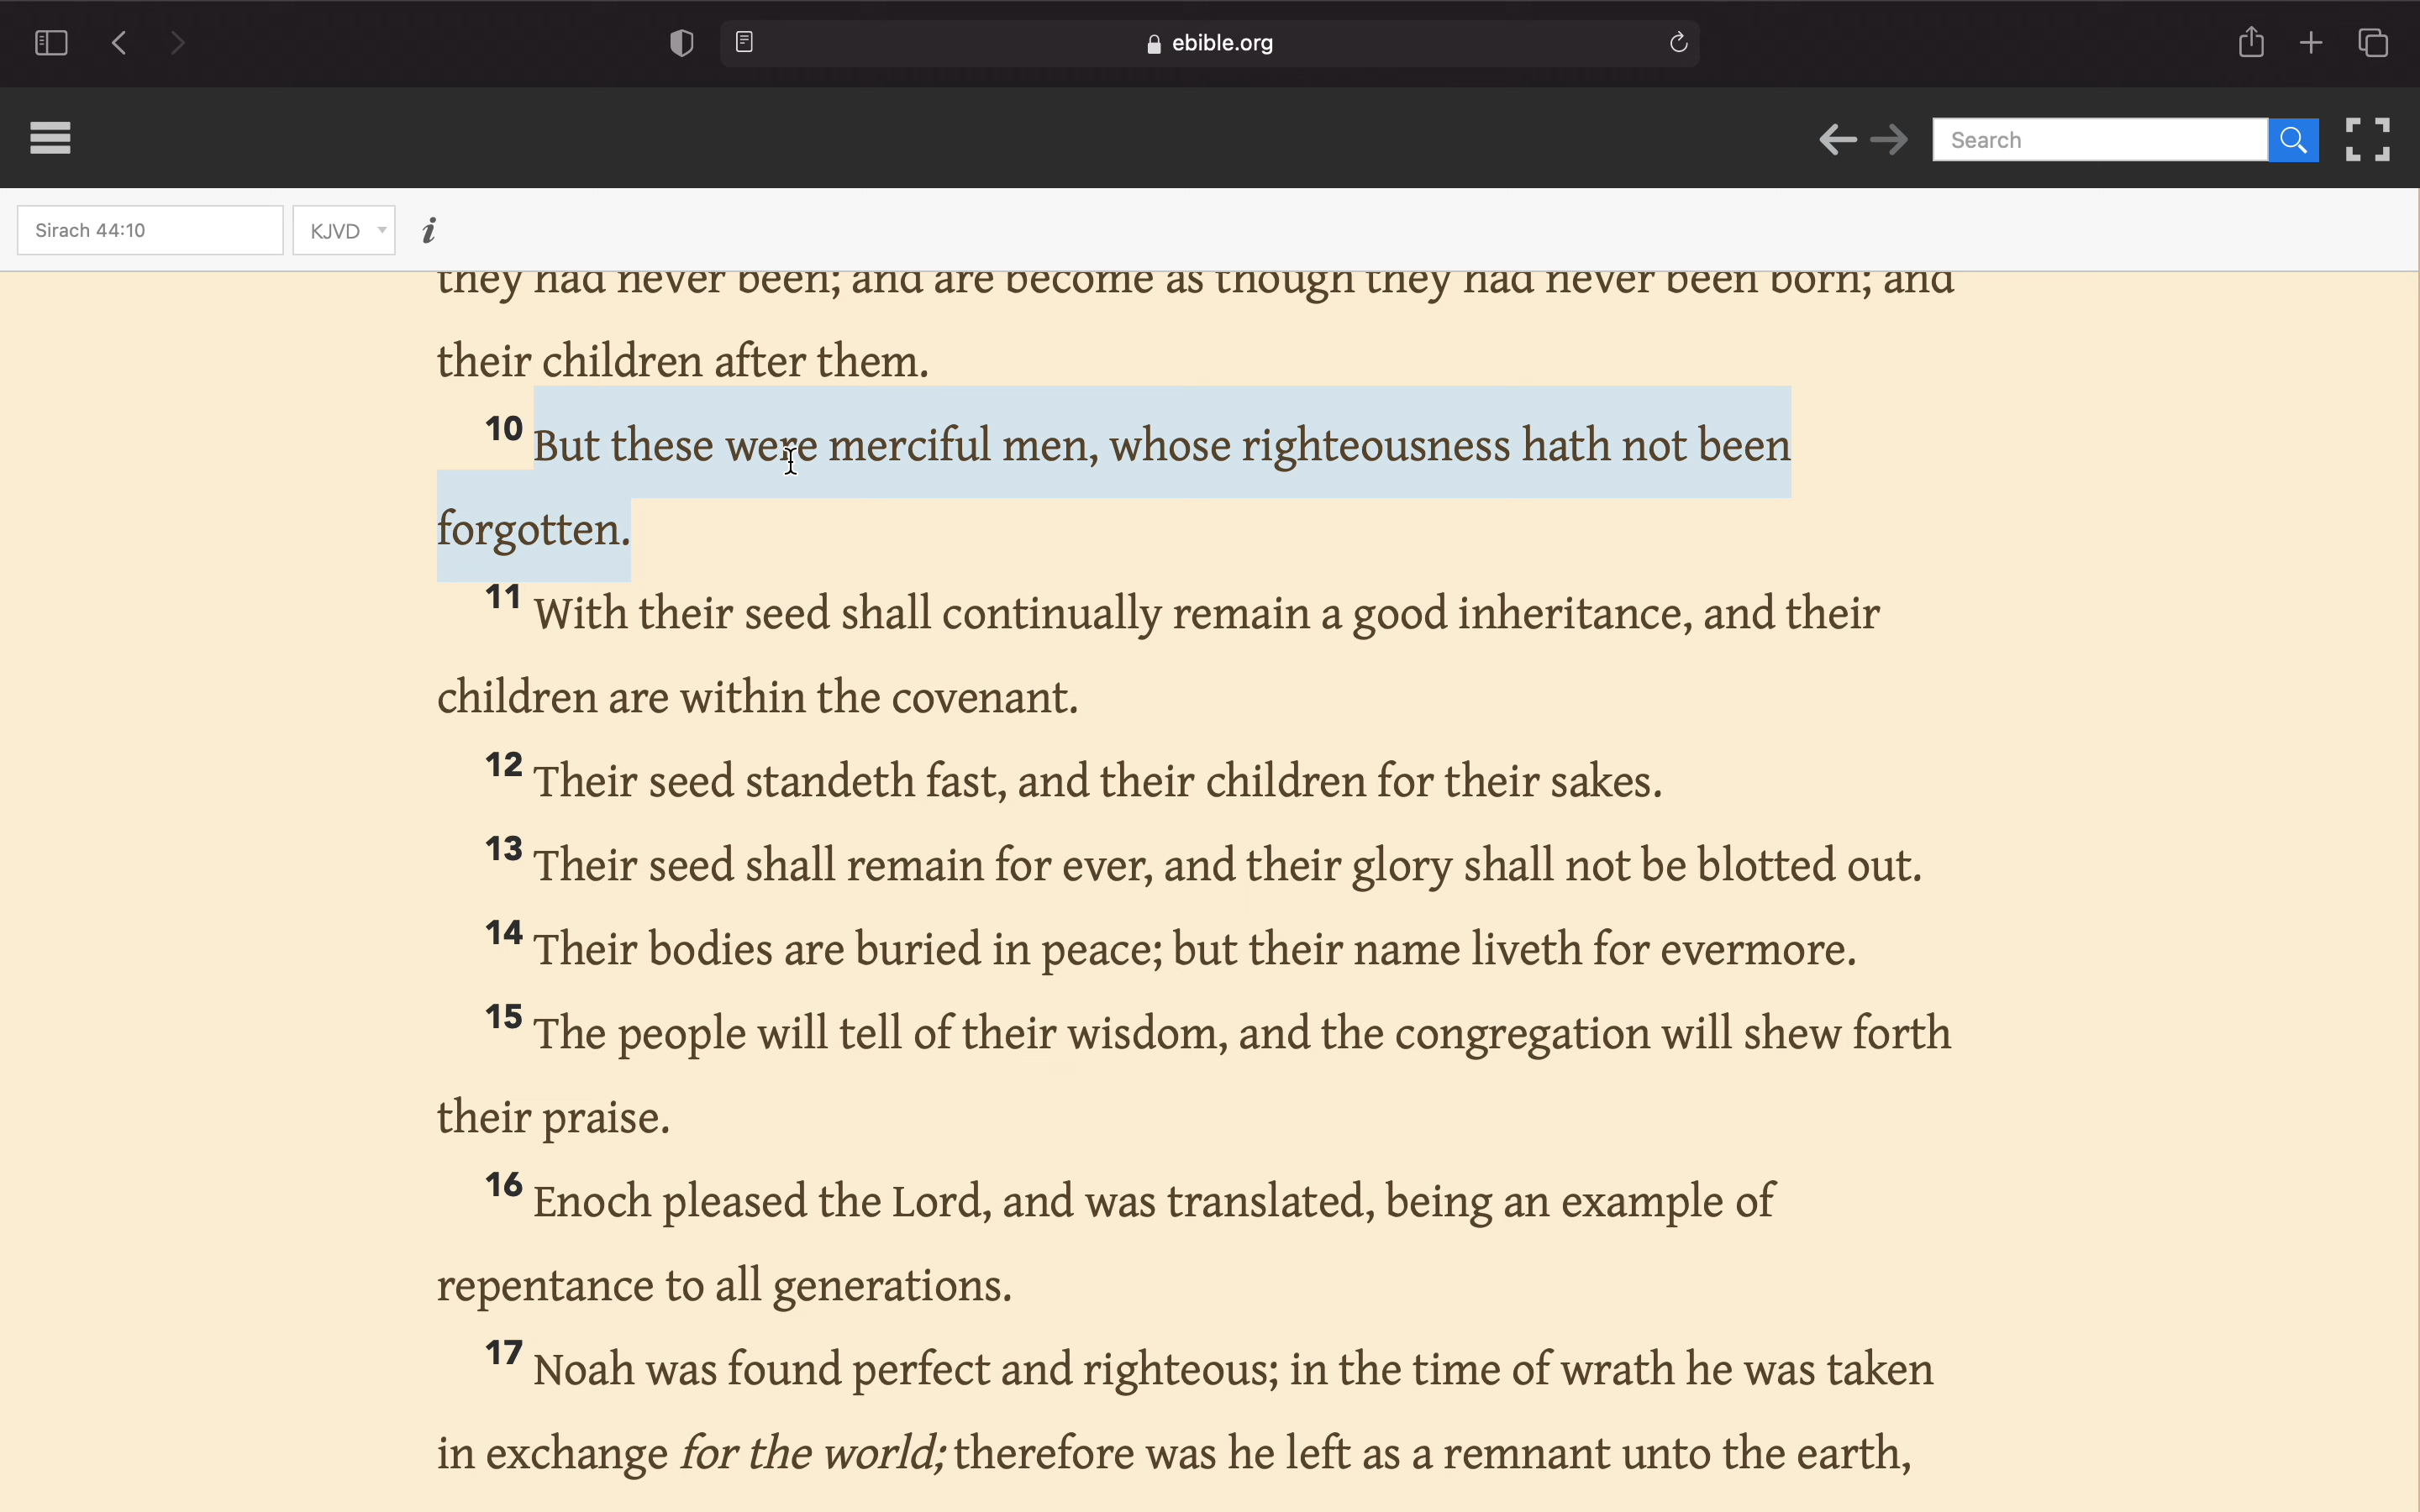 ebible.org
Search
Sirach 44:10
KJVD
i
they had never been; and are become as though they had never been born; and
their children after them.
10 But these were merciful men, whose righteousness hath not been
forgotten.
11 With their seed shall continually remain a good inheritance, and their
children are within the covenant.
12 Their seed standeth fast, and their children for their sakes.
13 Their seed shall remain for ever, and their glory shall not be blotted out.
14 Their bodies are buried in peace; but their name liveth for evermore.
15 The people will tell of their wisdom, and the congregation will shew forth
their praise.
16 Enoch pleased the Lord, and was translated, being an example of
repentance to all generations.
17 Noah was found perfect and righteous; in the time of wrath he was taken
in exchange for the world; therefore was he left as a remnant unto the earth,